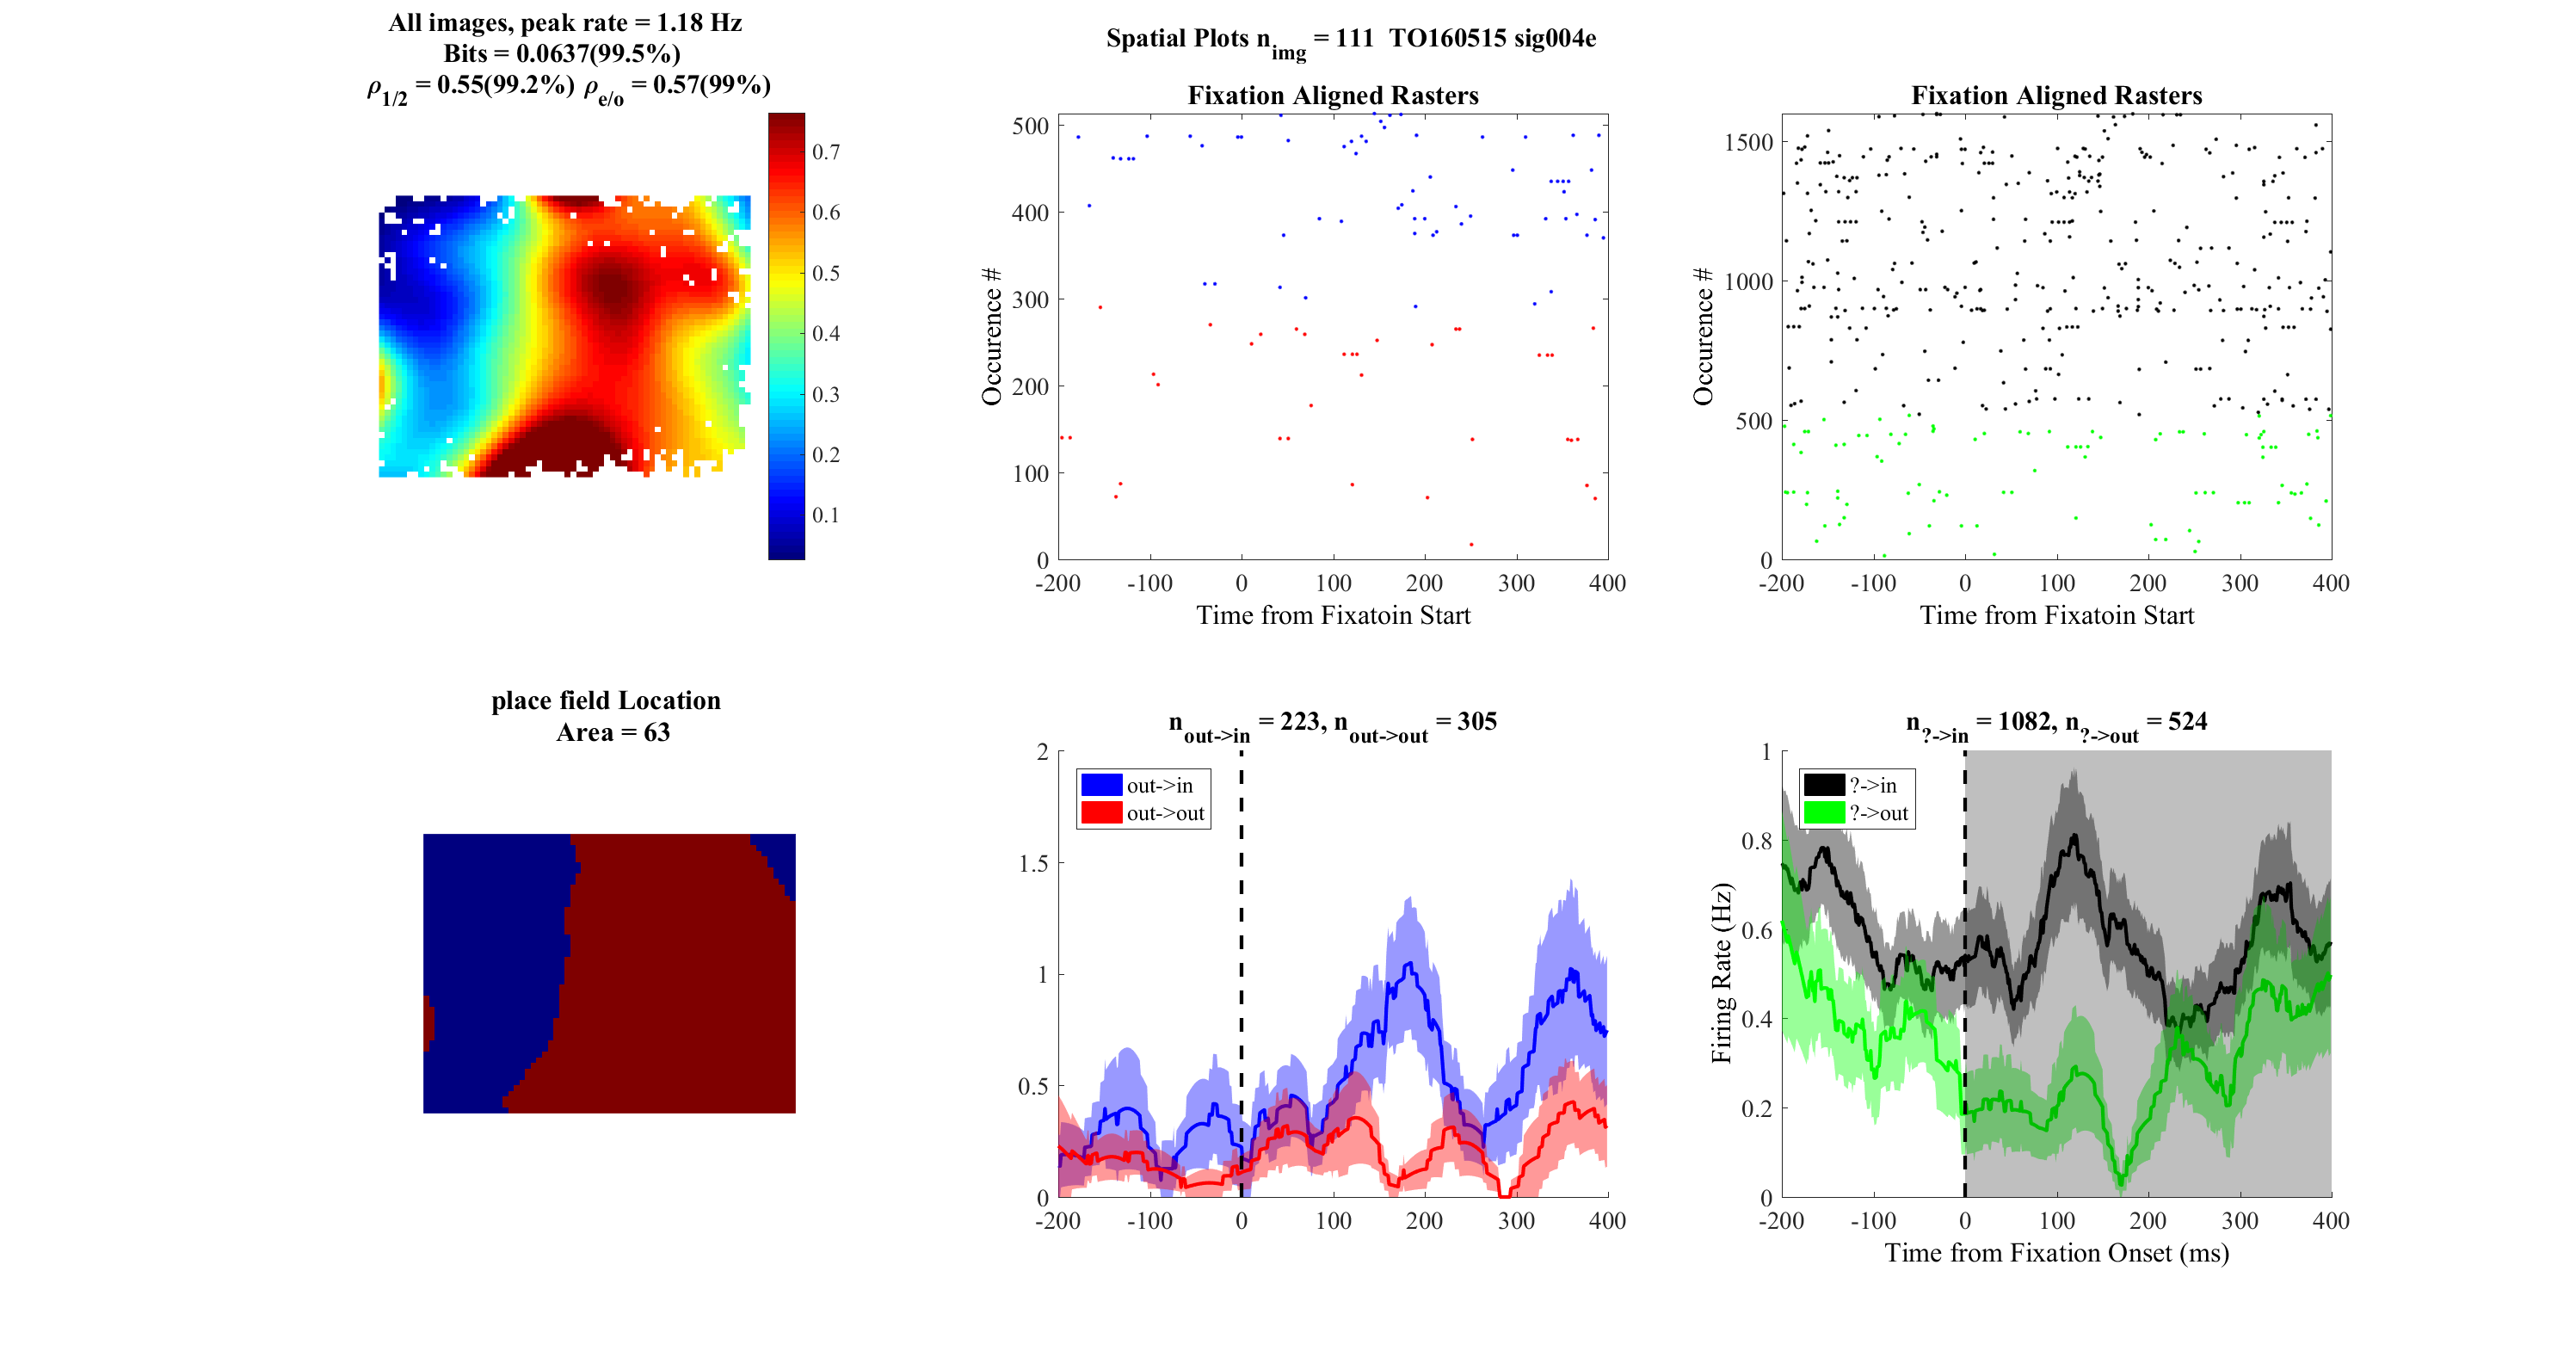 All images, peak rate = 1.18 Hz
Bits = 0.0637(99.5%)
ρ1/2 = 0.55(99.2%) ρe/o = 0.57(99%)
0.7
0.6
0.5
0.4
0.3
0.2
0.1
Spatial Plots nimg = 111 TO160515 sig004e
Fixation Aligned Rasters
500
400
300
200
100
0
Occurence #
-200 -100 0 100 200 300 400
Time from Fixatoin Start
Fixation Aligned Rasters
1500
1000
500
0
Occurence #
-200 -100 0 100 200 300 400
Time from Fixatoin Start
place field Location
Area = 63
nout->in = 223, nout->out = 305
2
1.5
1
0.5
0
out->in
out->out
-200 -100 0 100 200 300 400
n?->in = 1082, n?->out = 524
1
0.8
0.6
0.4
0.2
0
Firing Rate (Hz)
?->in
?->out
-200 -100 0 100 200 300 400
Time from Fixation Onset (ms)